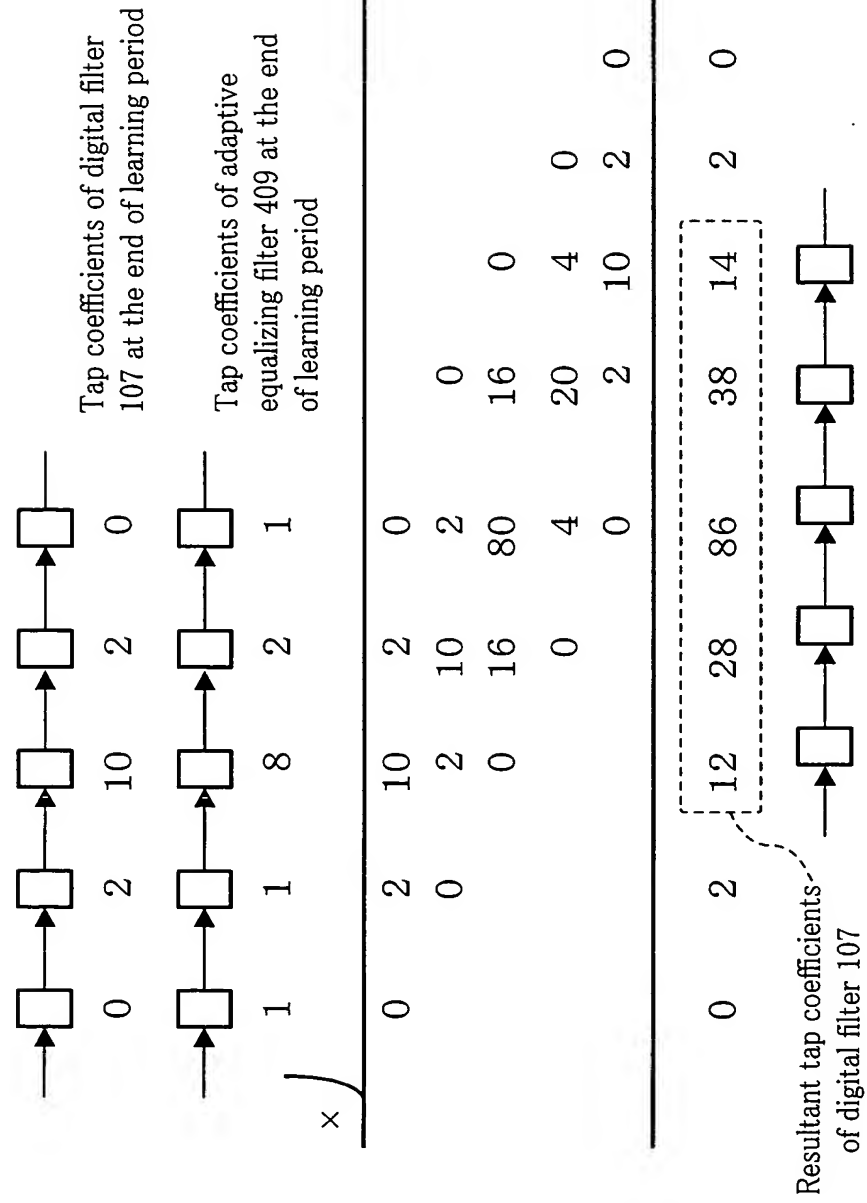 Tap coefficients of digital filter
107 at the end of learning period
0 2 10 2 0
Tap coefficients of adaptive
equalizing filter 409 at the end
of learning period
1 1 8 2 1
×
0 2 10 2 0
0 2 10 2 0
0 16 80 16 0
0 4 20 4 0
0 2 10 2 0
0 2 12 28 86 38 14 2 0
Resultant tap coefficients
of digital filter 107